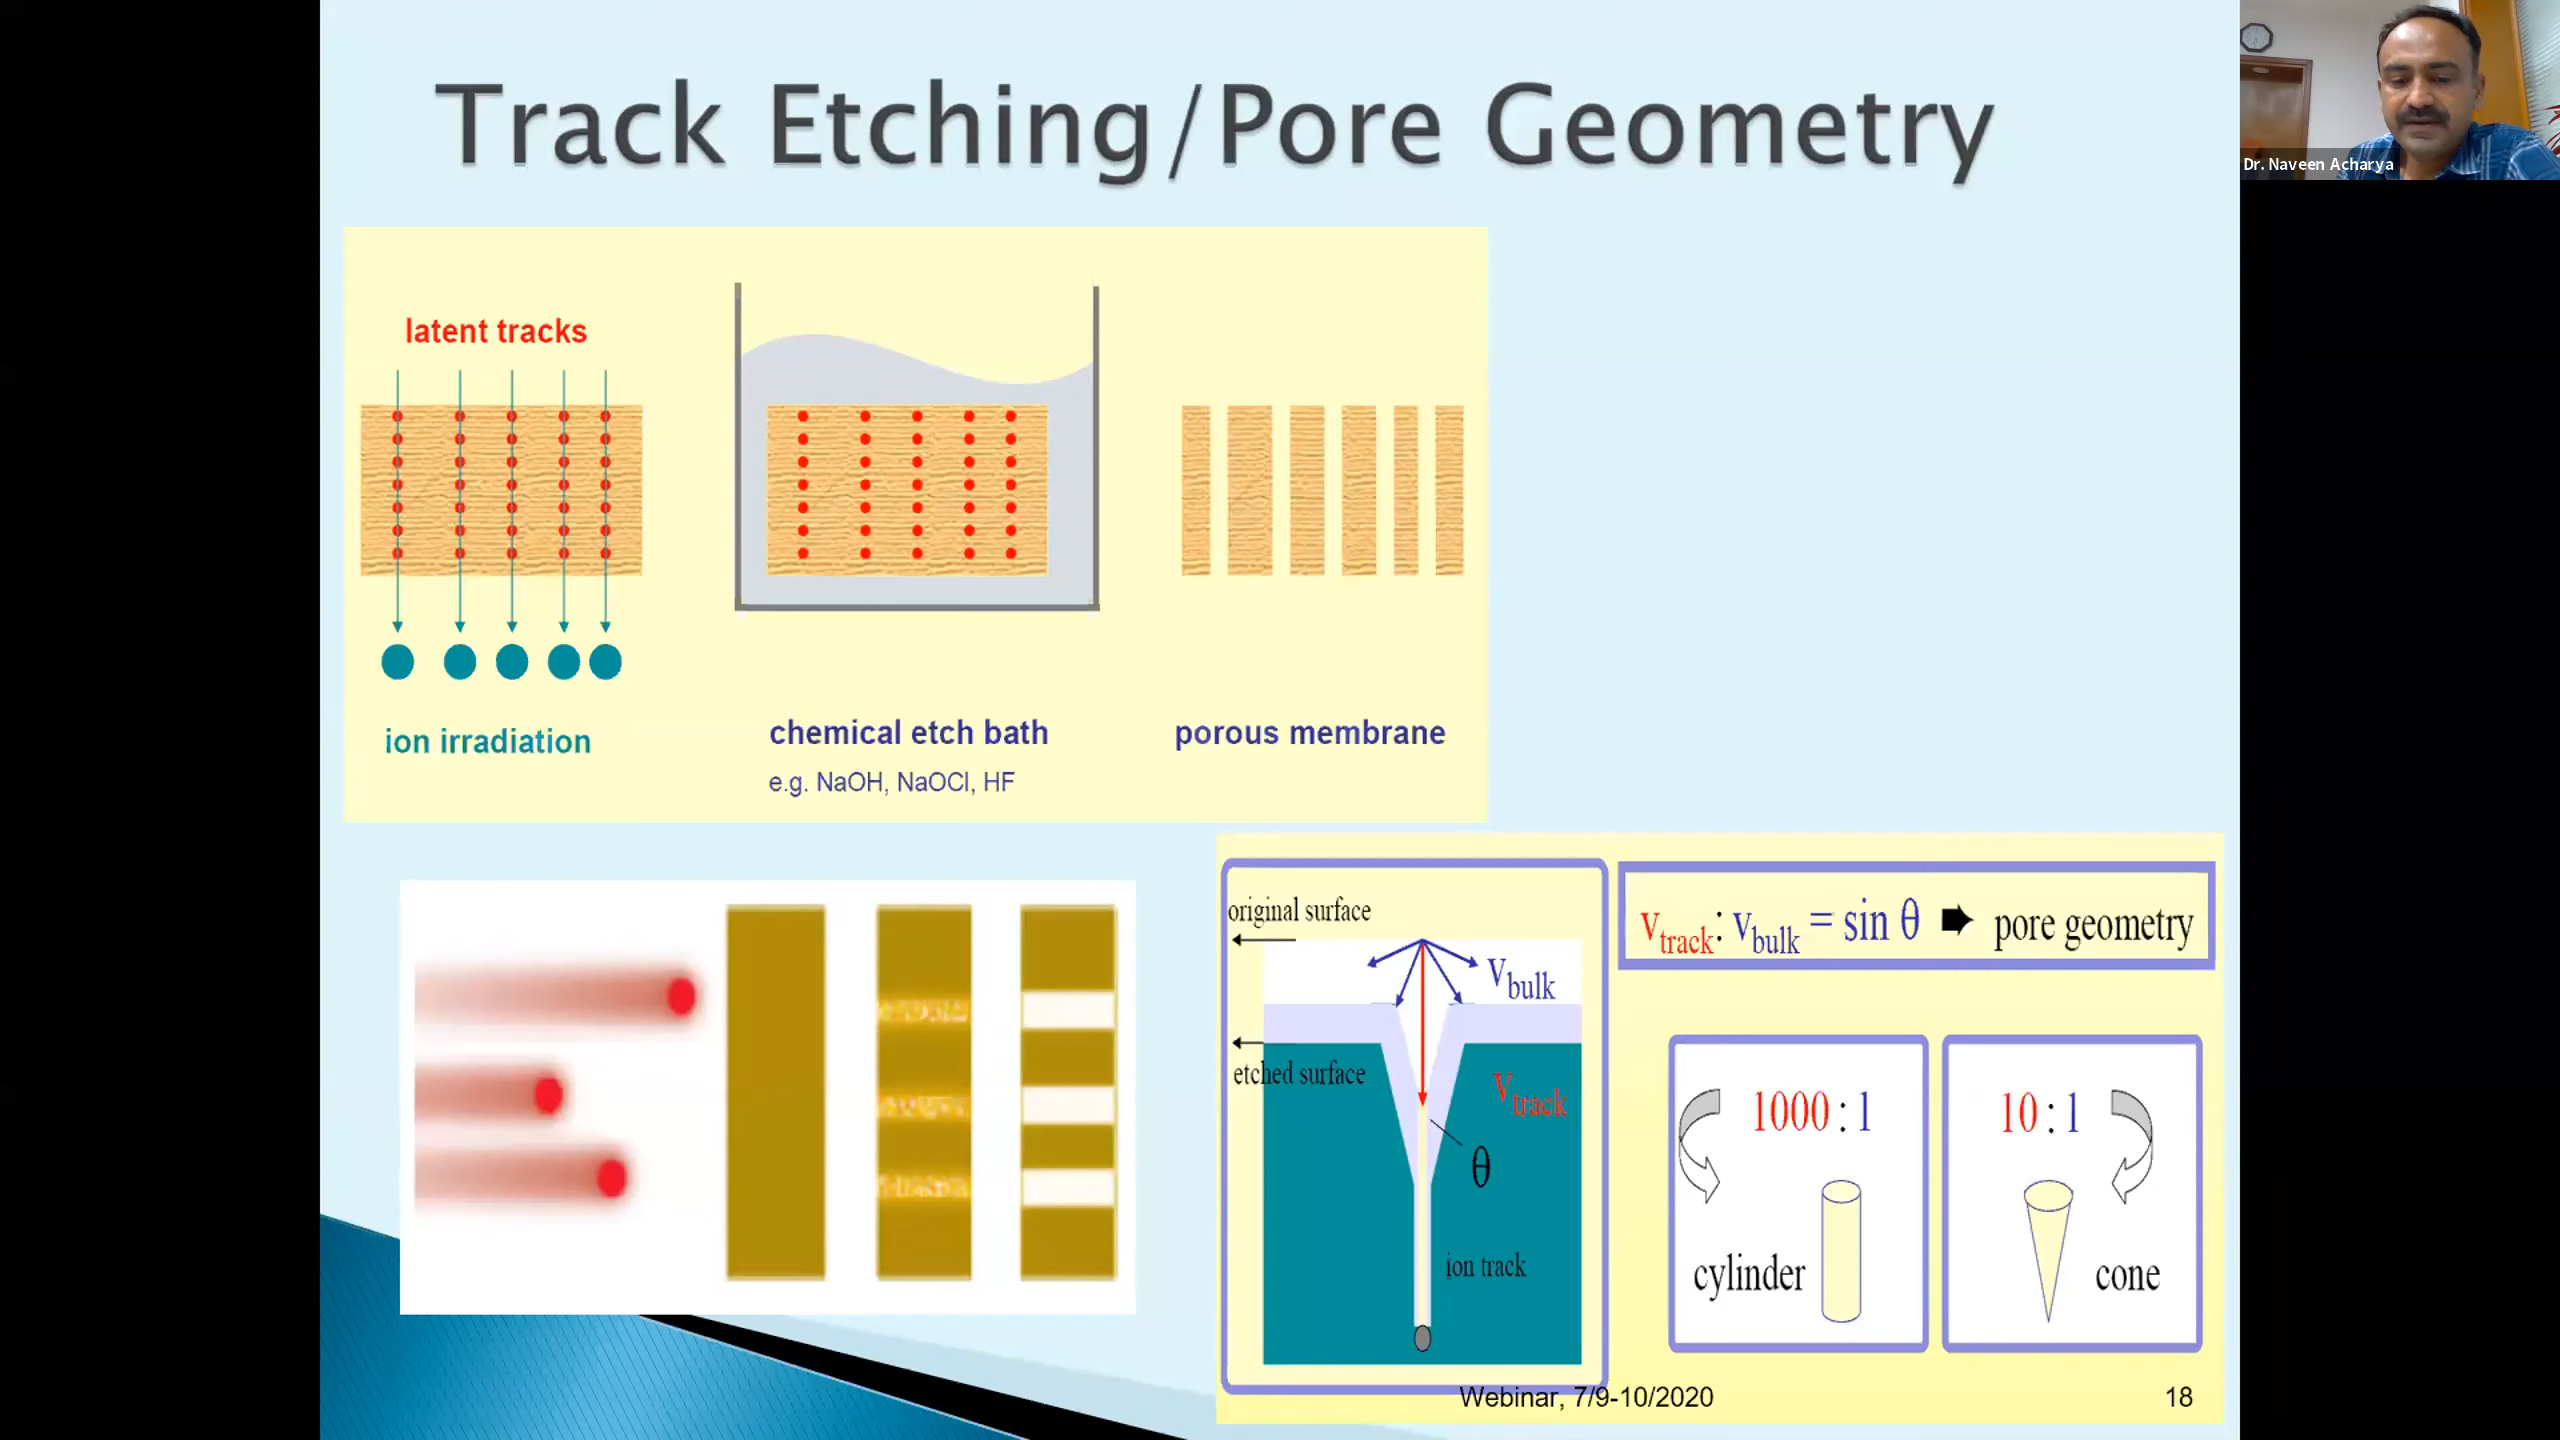 Track Etching/Pore Geometry
Dr. Naveen Acharya
latent tracks
ion irradiation
chemical etch bath
e.g. NaOH, NaOCl, HF
porous membrane
original surface
Vbulk
etched surface
Vtrack
θ
ion track
Vtrack: Vbulk = sin θ pore geometry
1000 : 1
cylinder
10 : 1
cone
Webinar, 7/9-10/2020
18